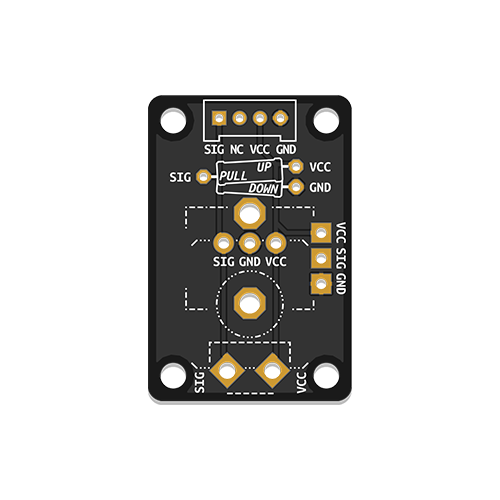 SIG NC VCC GND
UP VCC
SIG PULL
DOWN GND
SIG GND VCC
VCC SIG GND
SIG VCC